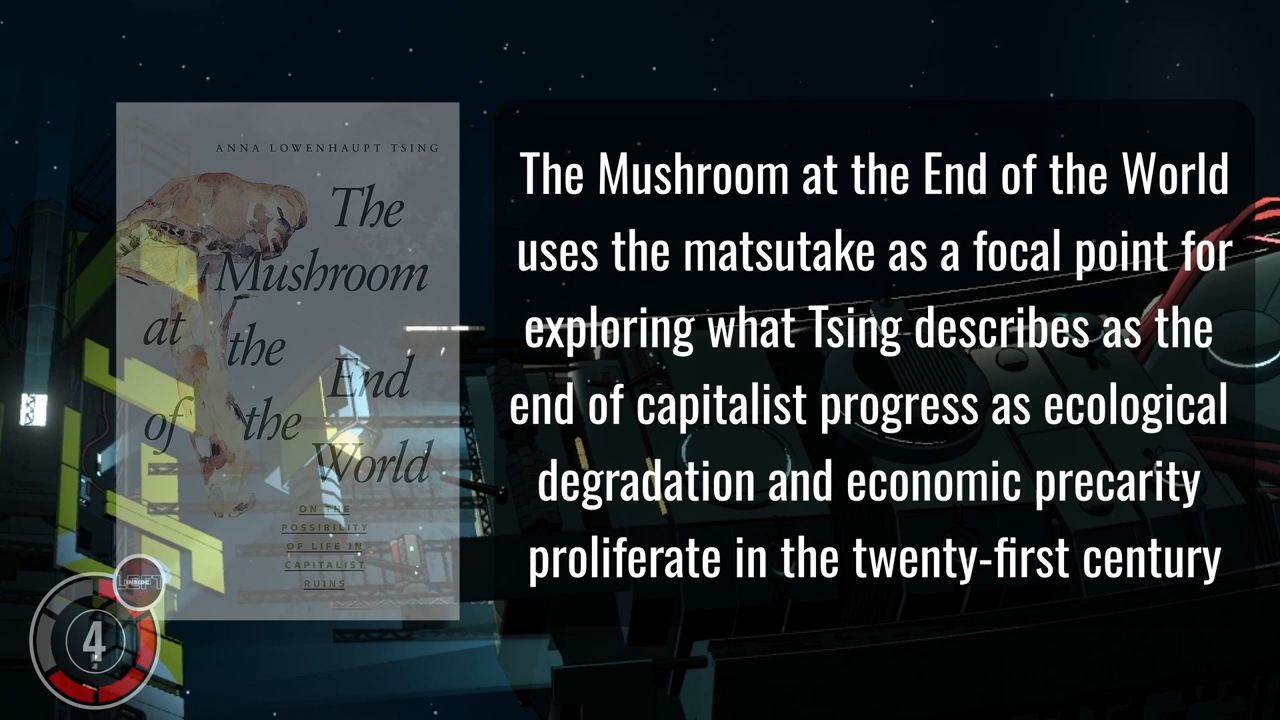 ANNA LOWENHAUPT TSING
The
Mushroom
at the
End
of the
World
ON THE
POSSIBILITY
OF LIFE IN
CAPITALIST
RUINS
The Mushroom at the End of the World
uses the matsutake as a focal point for
exploring what Tsing describes as the
end of capitalist progress as ecological
degradation and economic precarity
proliferate in the twenty-first century
LEFT
INSIDE
4